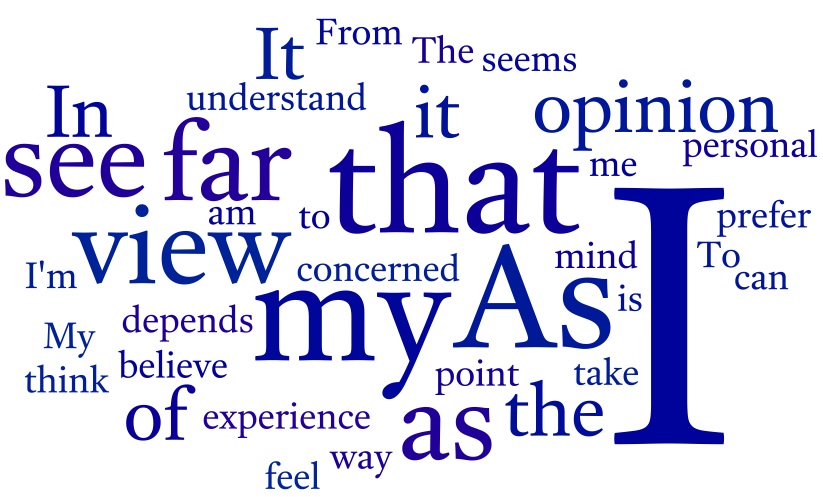 It From The seems
understand
In it opinion
see far that me personal
am to I prefer
view mind To
I'm concerned can
my As is
My depends
think believe point take
of experience as the
way
feel